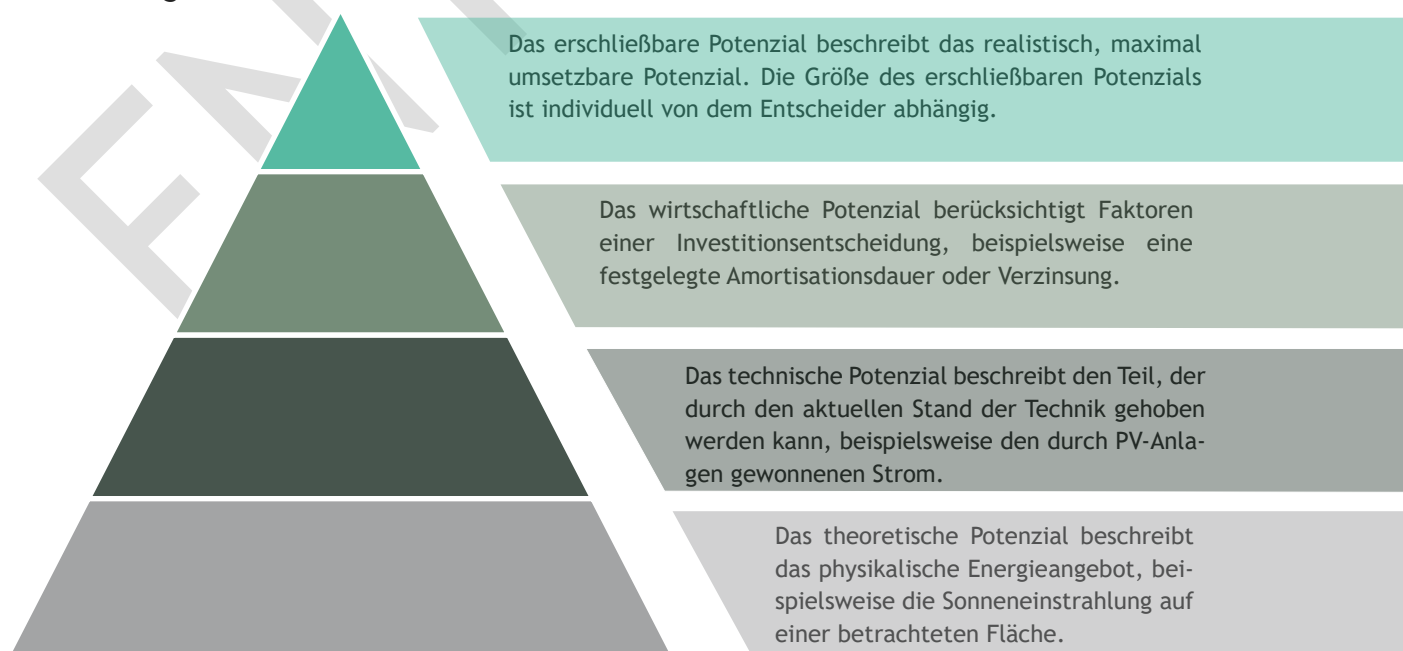 Das erschließbare Potenzial beschreibt das realistisch, maximal
umsetzbare Potenzial. Die Größe des erschließbaren Potenzials
ist individuell von dem Entscheider abhängig.
Das wirtschaftliche Potenzial berücksichtigt Faktoren
einer Investitionsentscheidung, beispielsweise eine
festgelegte Amortisationsdauer oder Verzinsung.
Das technische Potenzial beschreibt den Teil, der
durch den aktuellen Stand der Technik gehoben
werden kann, beispielsweise den durch PV-Anla-
gen gewonnenen Strom.
Das theoretische Potenzial beschreibt
das physikalische Energieangebot, bei-
spielsweise die Sonneneinstrahlung auf
einer betrachteten Fläche.